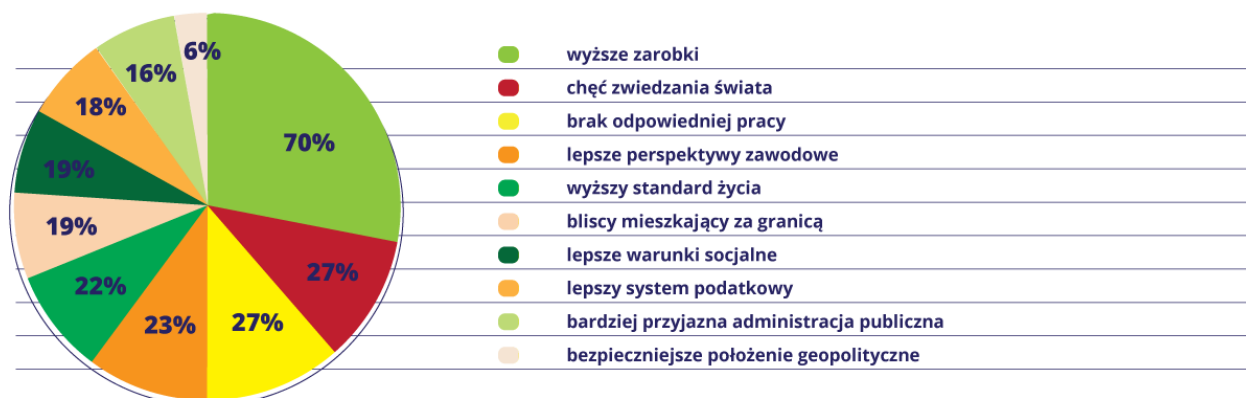 70%
27%
27%
23%
22%
19%
19%
18%
16%
6%
wyższe zarobki
chęć zwiedzania świata
brak odpowiedniej pracy
lepsze perspektywy zawodowe
wyższy standard życia
bliscy mieszkający za granicą
lepsze warunki socjalne
lepszy system podatkowy
bardziej przyjazna administracja publiczna
bezpieczniejsze położenie geopolityczne